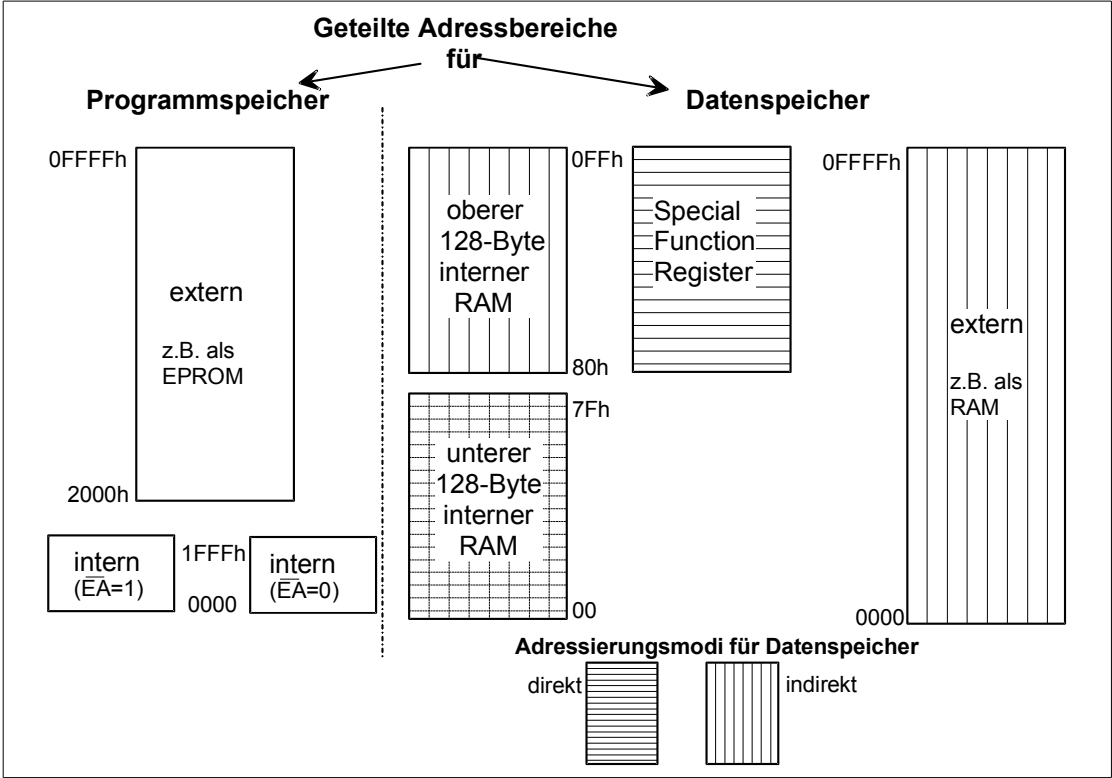 Geteilte Adressbereiche
für
Programmspeicher
Datenspeicher
0FFFFh
extern
z.B. als
EPROM
2000h
intern
(E̅A̅=1)
1FFFh
0000
intern
(E̅A̅=0)
oberer
128-Byte
interner
RAM
0FFh
80h
Special
Function
Register
unterer
128-Byte
interner
RAM
7Fh
00
0FFFFh
extern
z.B. als
RAM
0000
Adressierungsmodi für Datenspeicher
direkt
indirekt